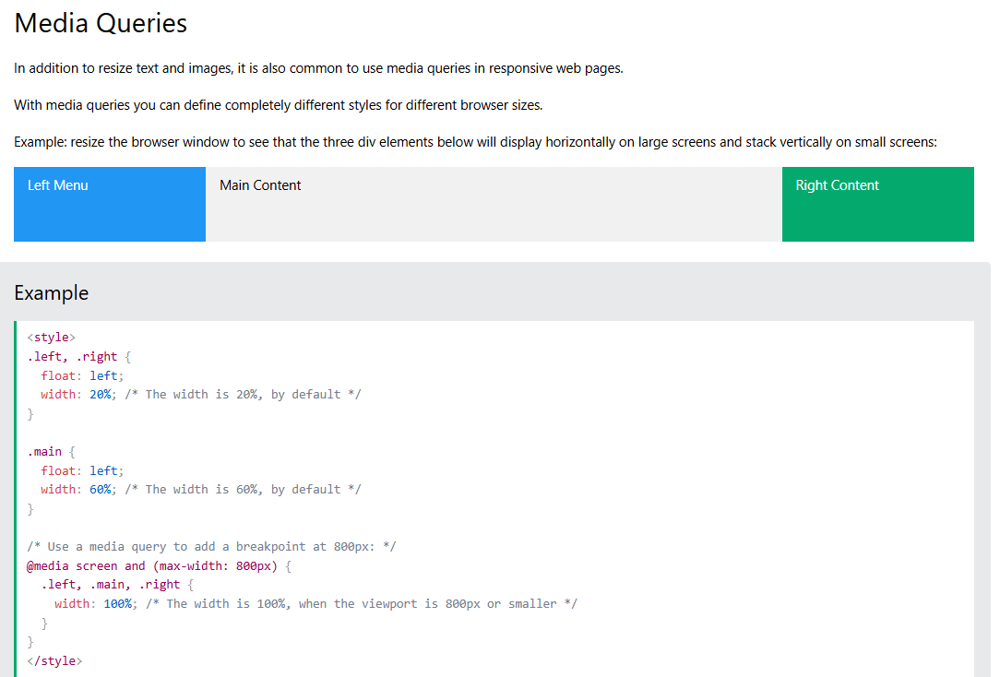 Media Queries
In addition to resize text and images, it is also common to use media queries in responsive web pages.
With media queries you can define completely different styles for different browser sizes.
Example: resize the browser window to see that the three div elements below will display horizontally on large screens and stack vertically on small screens:
Left Menu
Main Content
Right Content
Example
<style>
.left, .right {
  float: left;
  width: 20%; /* The width is 20%, by default */
}

.main {
  float: left;
  width: 60%; /* The width is 60%, by default */
}

/* Use a media query to add a breakpoint at 800px: */
@media screen and (max-width: 800px) {
  .left, .main, .right {
    width: 100%; /* The width is 100%, when the viewport is 800px or smaller */
  }
}
</style>